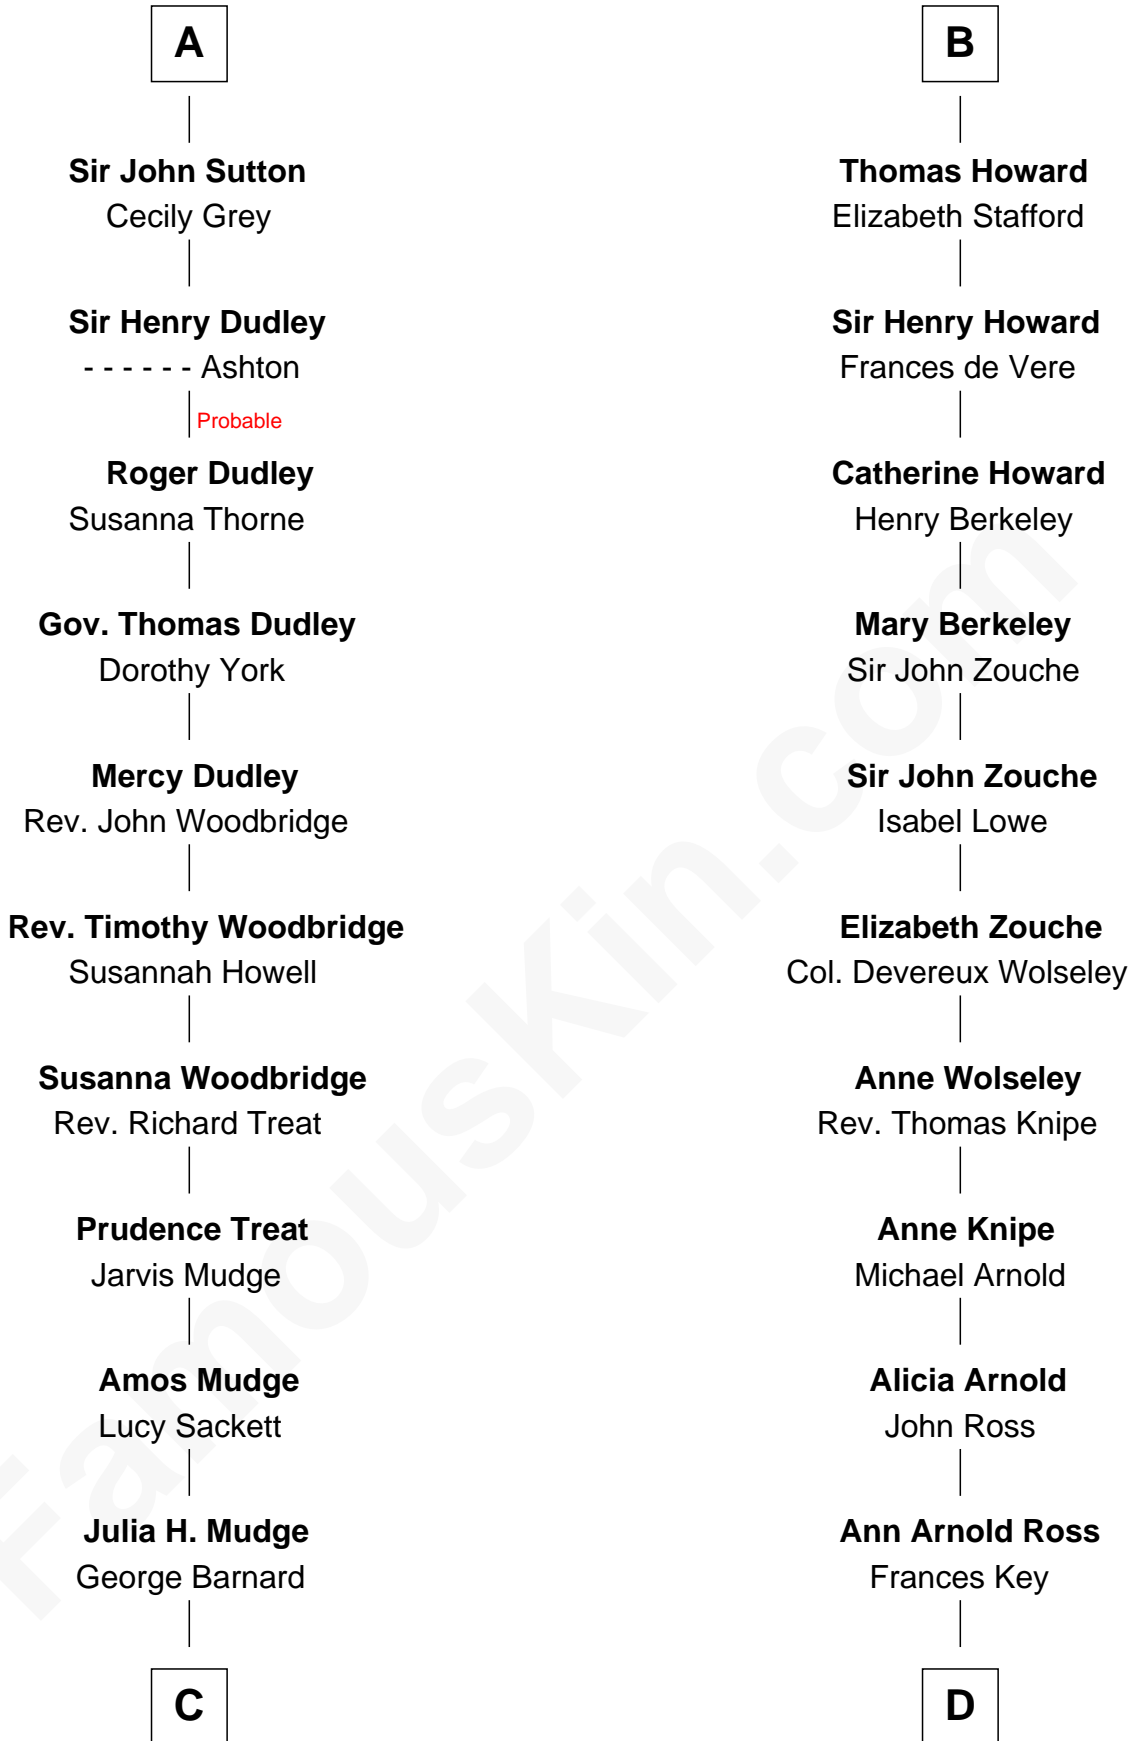 A
Sir John Sutton
Cecily Grey
Sir Henry Dudley
- - - - - - Ashton
Probable
Roger Dudley
Susanna Thorne
Gov. Thomas Dudley
Dorothy York
Mercy Dudley
Rev. John Woodbridge
Rev. Timothy Woodbridge
Susannah Howell
Susanna Woodbridge
Rev. Richard Treat
Prudence Treat
Jarvis Mudge
Amos Mudge
Lucy Sackett
Julia H. Mudge
George Barnard
C
B
Thomas Howard
Elizabeth Stafford
Sir Henry Howard
Frances de Vere
Catherine Howard
Henry Berkeley
Mary Berkeley
Sir John Zouche
Sir John Zouche
Isabel Lowe
Elizabeth Zouche
Col. Devereux Wolseley
Anne Wolseley
Rev. Thomas Knipe
Anne Knipe
Michael Arnold
Alicia Arnold
John Ross
Ann Arnold Ross
Frances Key
D
FamousKin.com